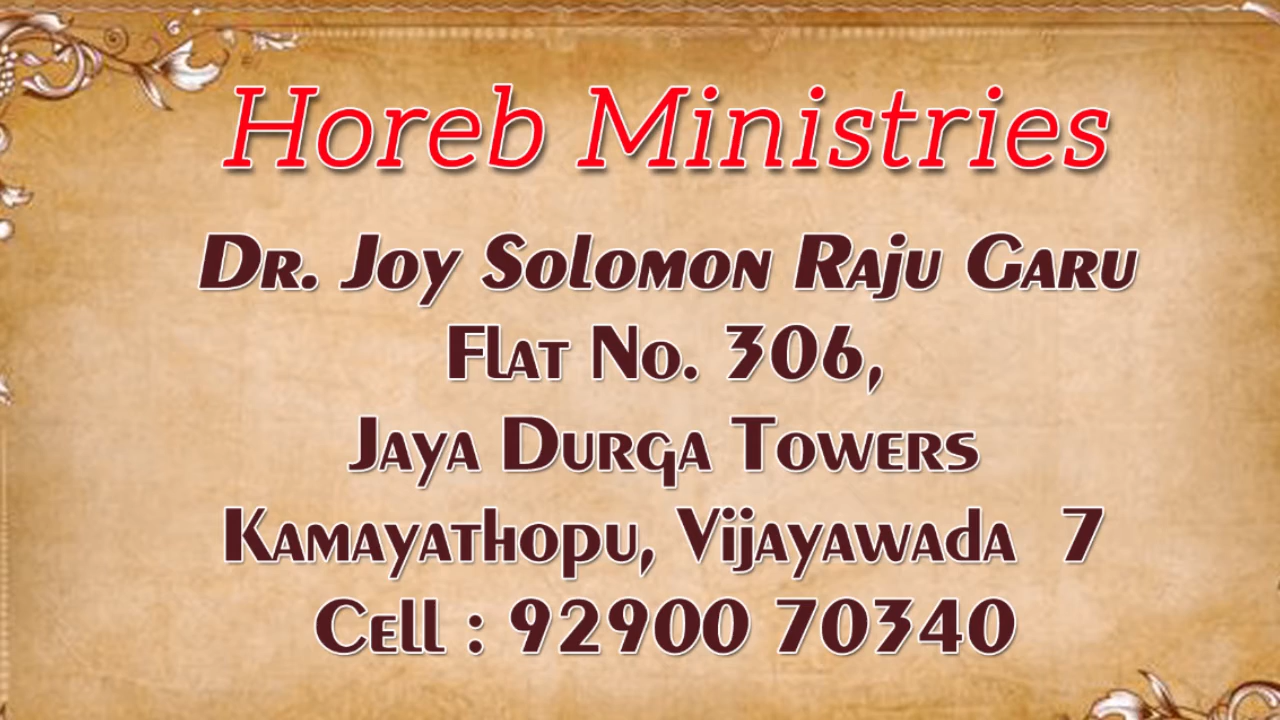 Horeb Ministries
Dr. Joy Solomon Raju Garu
Flat No. 306,
Jaya Durga Towers
Kamayathopu, Vijayawada 7
Cell : 92900 70340